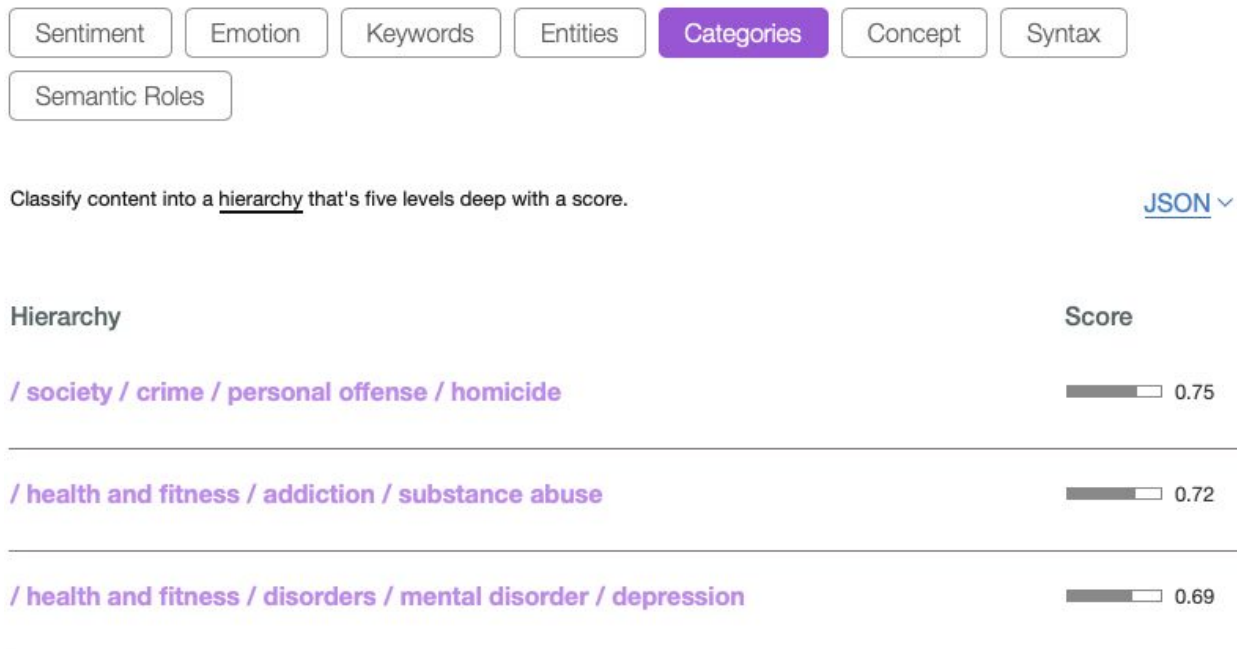 Sentiment Emotion Keywords Entities Categories Concept Syntax
Semantic Roles
Classify content into a hierarchy that's five levels deep with a score. JSON
Hierarchy Score
/ society / crime / personal offense / homicide 0.75
/ health and fitness / addiction / substance abuse 0.72
/ health and fitness / disorders / mental disorder / depression 0.69